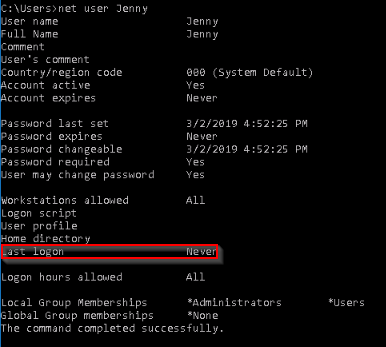 C:\Users>net user Jenny
User name Jenny
Full Name Jenny
Comment
User's comment
Country/region code 000 (System Default)
Account active Yes
Account expires Never
Password last set 3/2/2019 4:52:25 PM
Password expires Never
Password changeable 3/2/2019 4:52:25 PM
Password required Yes
User may change password Yes
Workstations allowed All
Logon script
User profile
Home directory
Last logon Never
Logon hours allowed All
Local Group Memberships *Administrators *Users
Global Group memberships *None
The command completed successfully.